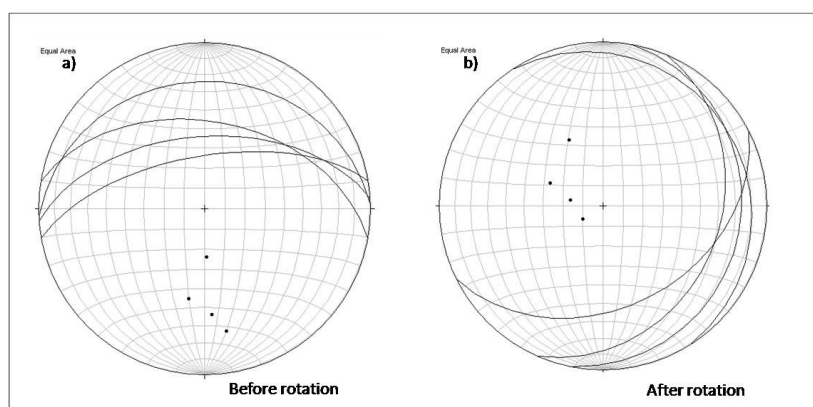 Equal Area
a)
Before rotation
Equal Area
b)
After rotation